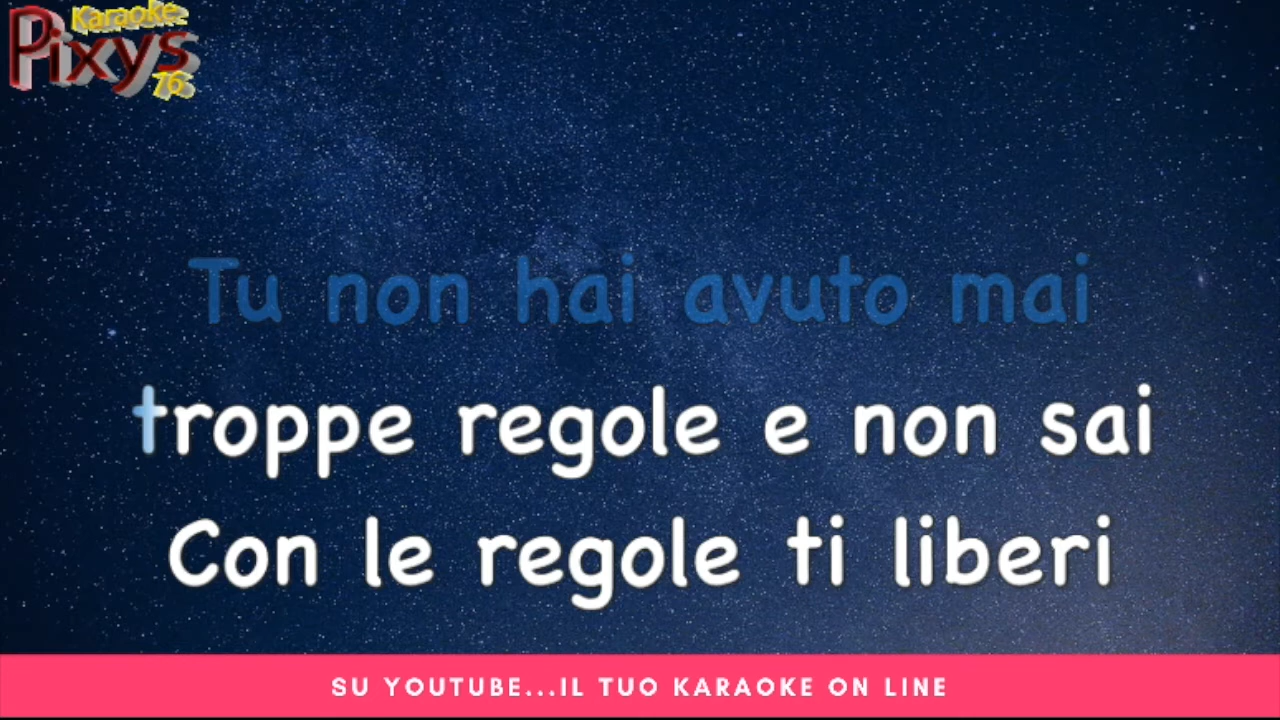 Karaoke
Pixys
76
Tu non hai avuto mai
troppe regole e non sai
Con le regole ti liberi
SU YOUTUBE...IL TUO KARAOKE ON LINE